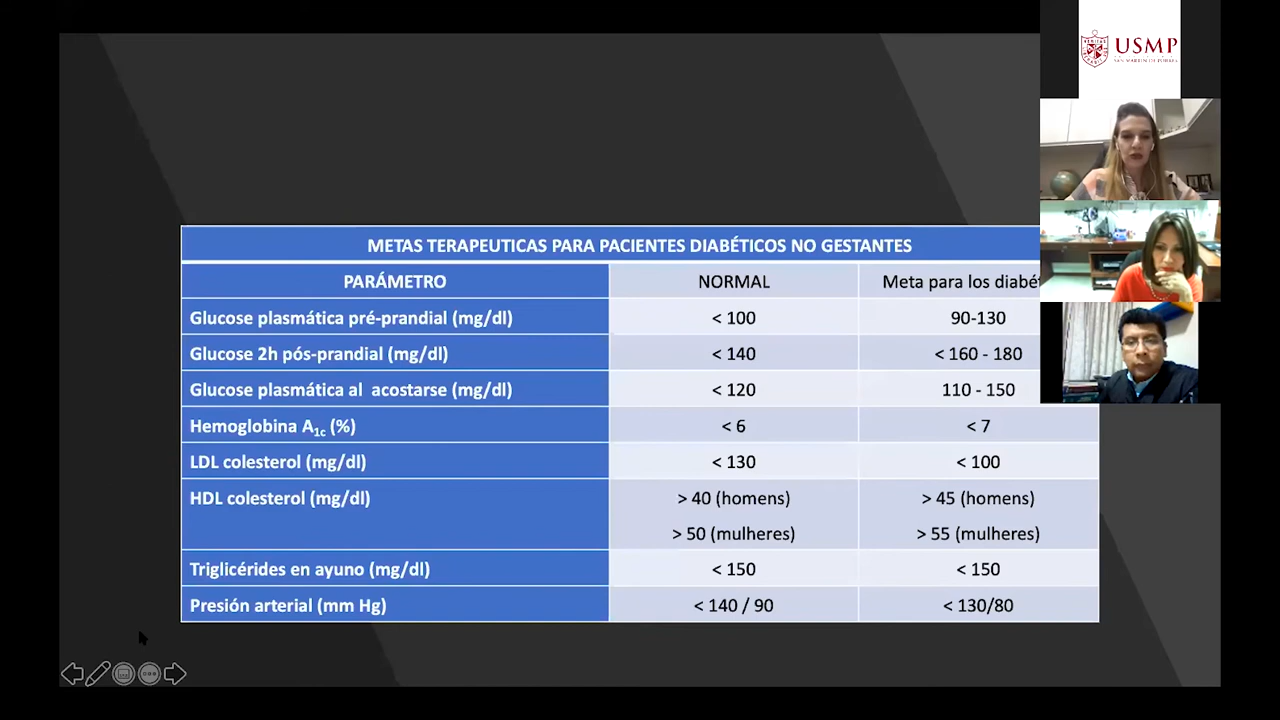 USMP
METAS TERAPEUTICAS PARA PACIENTES DIABÉTICOS NO GESTANTES
PARÁMETRO NORMAL Meta para los
Glucose plasmática pré-prandial (mg/dl) < 100 90-130
Glucose 2h pós-prandial (mg/dl) < 140 < 160 - 180
Glucose plasmática al acostarse (mg/dl) < 120 110 - 150
Hemoglobina A1c (%) < 6 < 7
LDL colesterol (mg/dl) < 130 < 100
HDL colesterol (mg/dl) > 40 (homens) > 45 (homens)
> 50 (mulheres) > 55 (mulheres)
Triglicérides en ayuno (mg/dl) < 150 < 150
Presión arterial (mm Hg) < 140 / 90 < 130/80